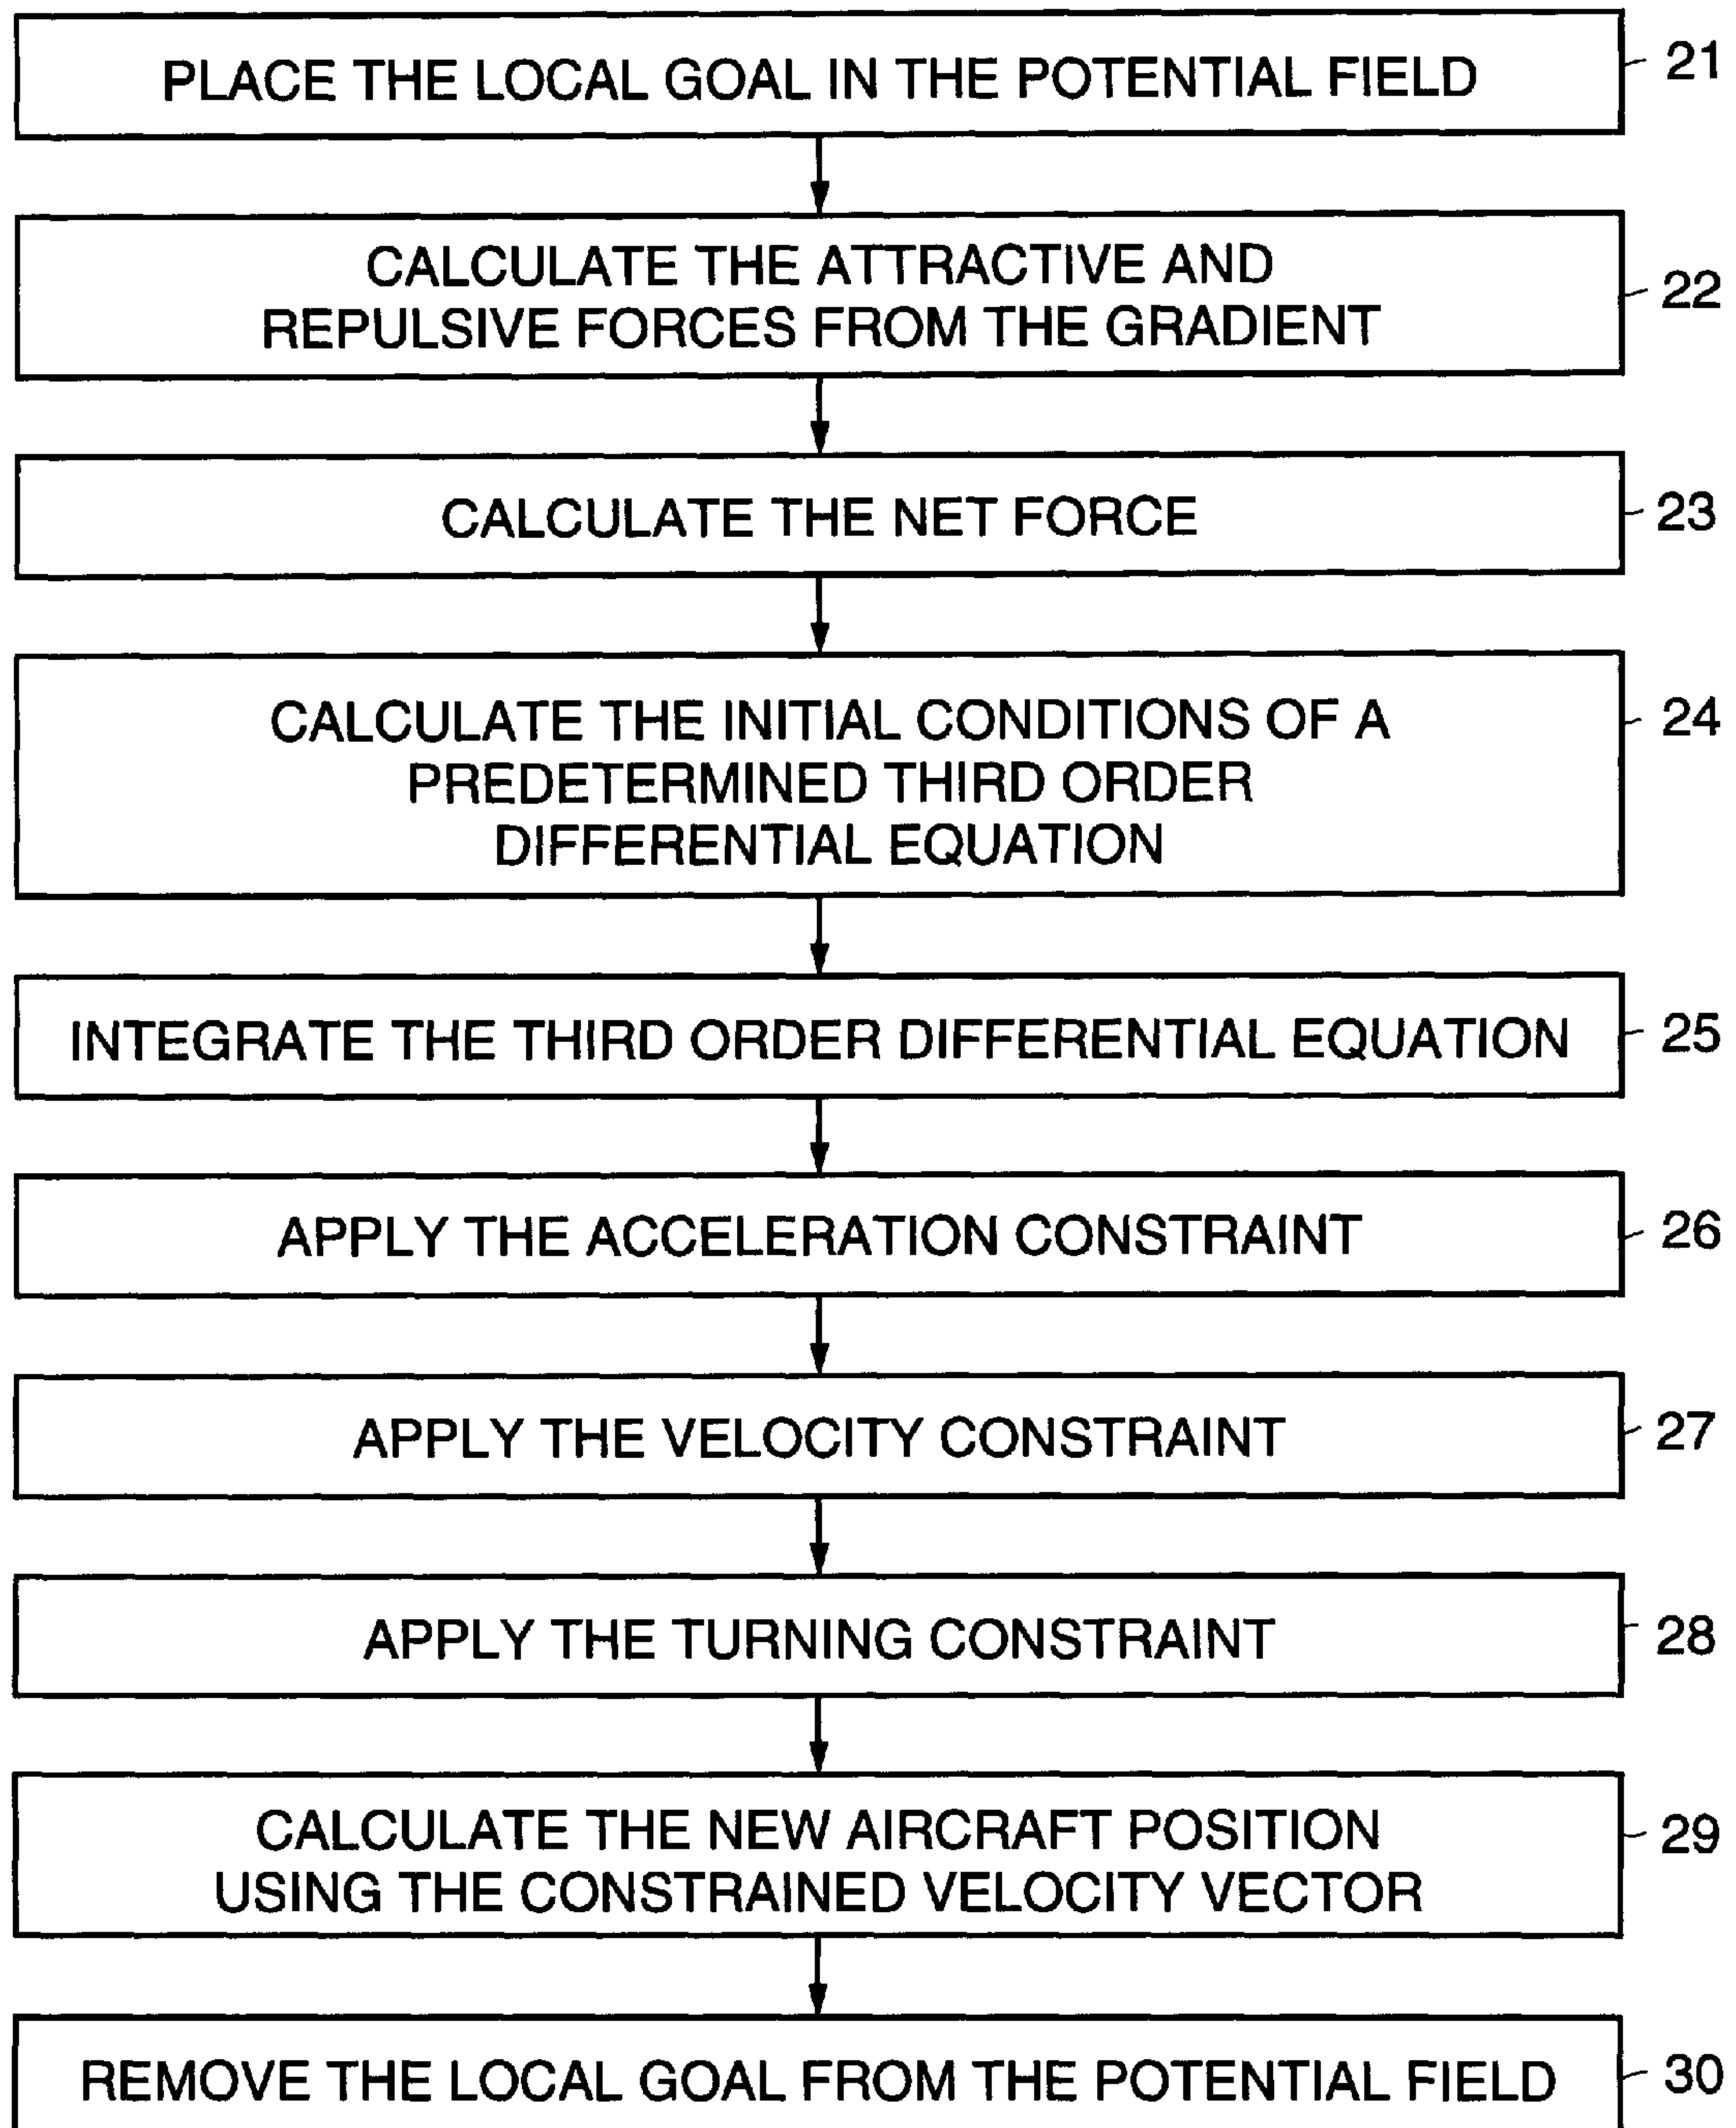 PLACE THE LOCAL GOAL IN THE POTENTIAL FIELD
21
CALCULATE THE ATTRACTIVE AND
REPULSIVE FORCES FROM THE GRADIENT
22
CALCULATE THE NET FORCE
23
CALCULATE THE INITIAL CONDITIONS OF A
PREDETERMINED THIRD ORDER
DIFFERENTIAL EQUATION
24
INTEGRATE THE THIRD ORDER DIFFERENTIAL EQUATION
25
APPLY THE ACCELERATION CONSTRAINT
26
APPLY THE VELOCITY CONSTRAINT
27
APPLY THE TURNING CONSTRAINT
28
CALCULATE THE NEW AIRCRAFT POSITION
USING THE CONSTRAINED VELOCITY VECTOR
29
REMOVE THE LOCAL GOAL FROM THE POTENTIAL FIELD
30